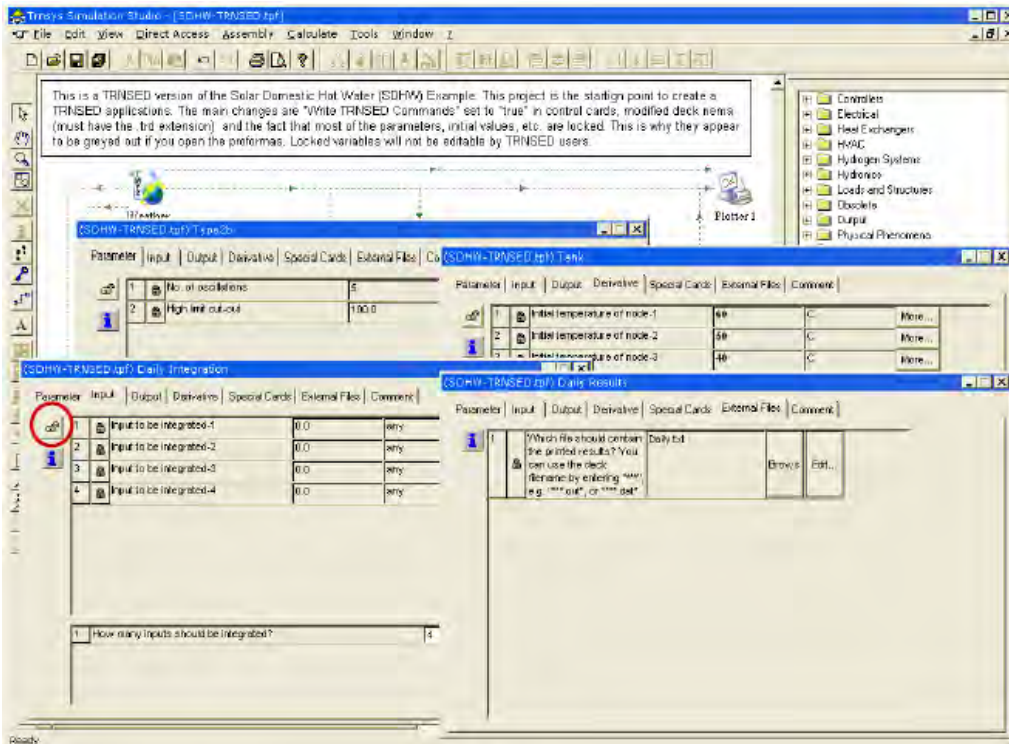 Trnsys Simulation Studio - [SDHW-TRNSED.tpf]
File Edit View Direct Access Assembly Calculate Tools Window ?
This is a TRNSED version of the Solar Domestic Hot Water (SDHW) Example. This project is the startign point to create a
TRNSED applications. The main changes are "Write TRNSED Commands" set to "true" in control cards, modified deck nema
(must have the .trd extension) and the fact that most of the parameters, initial values, etc. are locked. This is why they appear
to be greyed out if you open the proformas. Locked variables will not be editable by TRNSED users.
Controllers
Electrical
Heat Exchangers
HVAC
Hydrogen Systems
Hydronics
Loads and Structures
Obsolete
Output
Physical Phenomena
Weather
Plotter 1
(SDHW-TRNSED.tpf) Type2b
Parameter Input Output Derivative Special Cards External Files Co
1 No. of oscillations 5
2 High limit cut-out 100.0
(SDHW-TRNSED.tpf) Tank
Parameter Input Output Derivative Special Cards External Files Comment
1 Initial temperature of node-1 60 C More...
2 Initial temperature of node-2 C More...
3 Initial temperature of node-3 40 C More...
(SDHW-TRNSED.tpf) Daily Integration
Parameter Input Output Derivative Special Cards External Files Comment
1 Input to be integrated-1 0.0 any
2 Input to be integrated-2 0.0 any
3 Input to be integrated-3 0.0 any
4 Input to be integrated-4 0.0 any
1 How many inputs should be integrated? 4
(SDHW-TRNSED.tpf) Daily Results
Parameter Input Output Derivative Special Cards External Files Comment
1 Which file should contain Daily.txt
the printed results? You
can use the deck
filename by entering "***"
e.g. "***.out", or "***.dat"
Brows Edit...
Ready